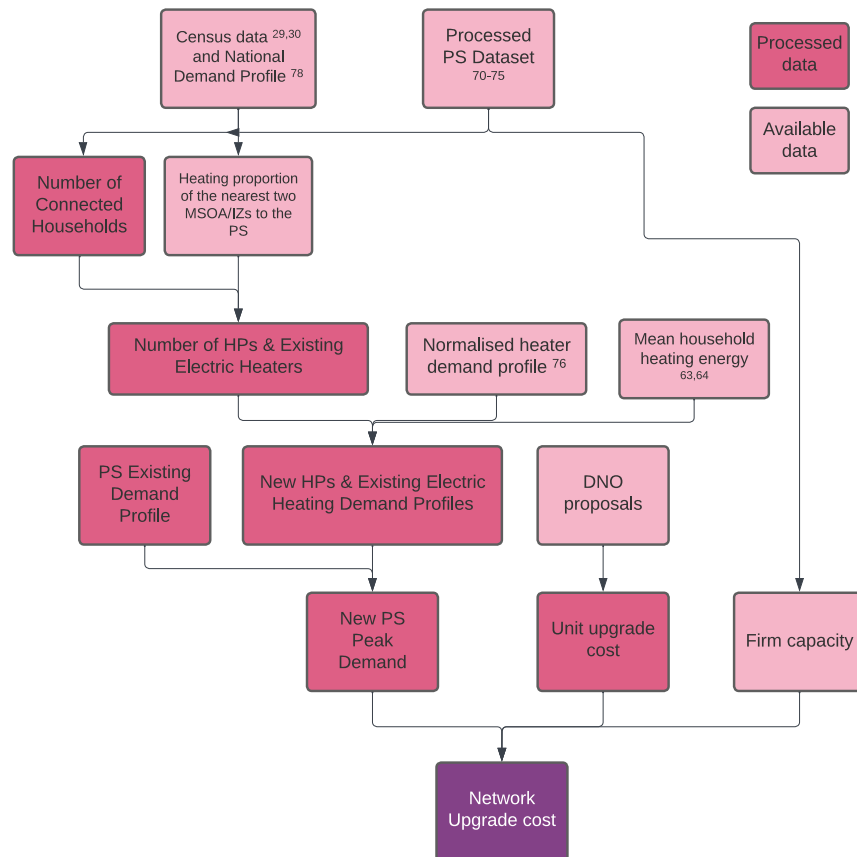 Census data 29,30
and National
Demand Profile 78
Processed
PS Dataset
70-75
Processed
data
Available
data
Number of
Connected
Households
Heating proportion
of the nearest two
MSOA/IZs to the
PS
Number of HPs & Existing
Electric Heaters
Normalised heater
demand profile 76
Mean household
heating energy
63,64
PS Existing
Demand
Profile
New HPs & Existing Electric
Heating Demand Profiles
DNO
proposals
New PS
Peak
Demand
Unit upgrade
cost
Firm capacity
Network
Upgrade cost